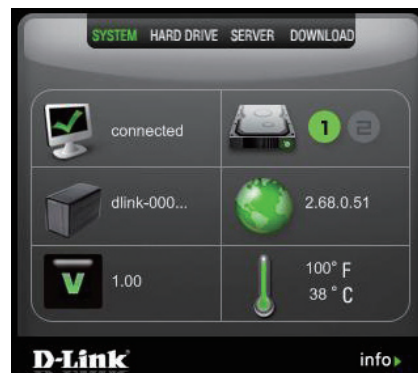 SYSTEM HARD DRIVE SERVER DOWNLOAD
connected
1 2
dlink-000...
2.68.0.51
V 1.00
100° F
38 ° C
D-Link
info